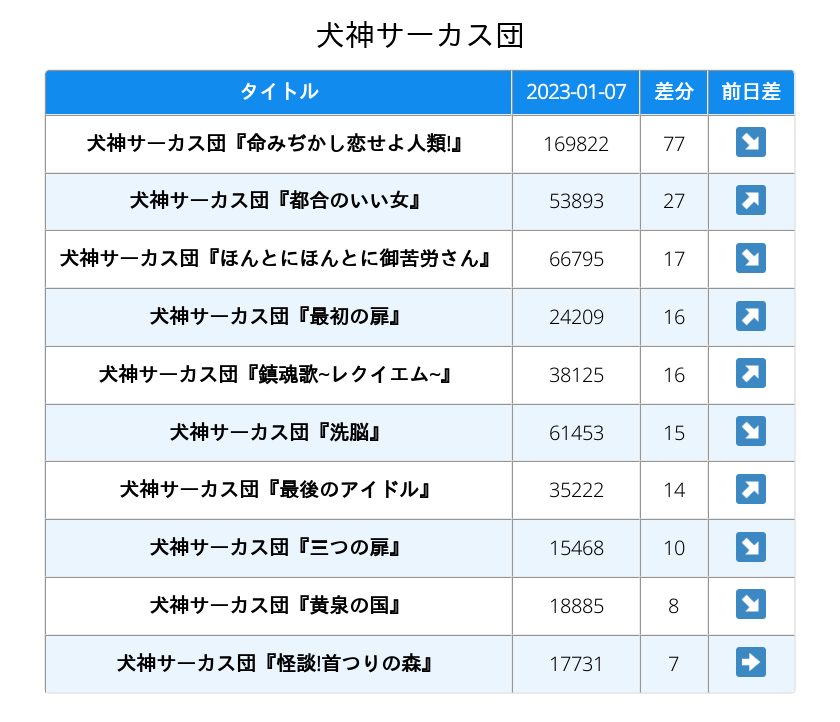 犬神サーカス団
タイトル 2023-01-07 差分 前日差
犬神サーカス団『命みぢかし恋せよ人類!』 169822 77 ↘
犬神サーカス団『都合のいい女』 53893 27 ↗
犬神サーカス団『ほんとにほんとに御苦労さん』 66795 17 ↘
犬神サーカス団『最初の扉』 24209 16 ↗
犬神サーカス団『鎮魂歌~レクイエム~』 38125 16 ↗
犬神サーカス団『洗脳』 61453 15 ↘
犬神サーカス団『最後のアイドル』 35222 14 ↗
犬神サーカス団『三つの扉』 15468 10 ↘
犬神サーカス団『黄泉の国』 18885 8 ↘
犬神サーカス団『怪談!首つりの森』 17731 7 ➡